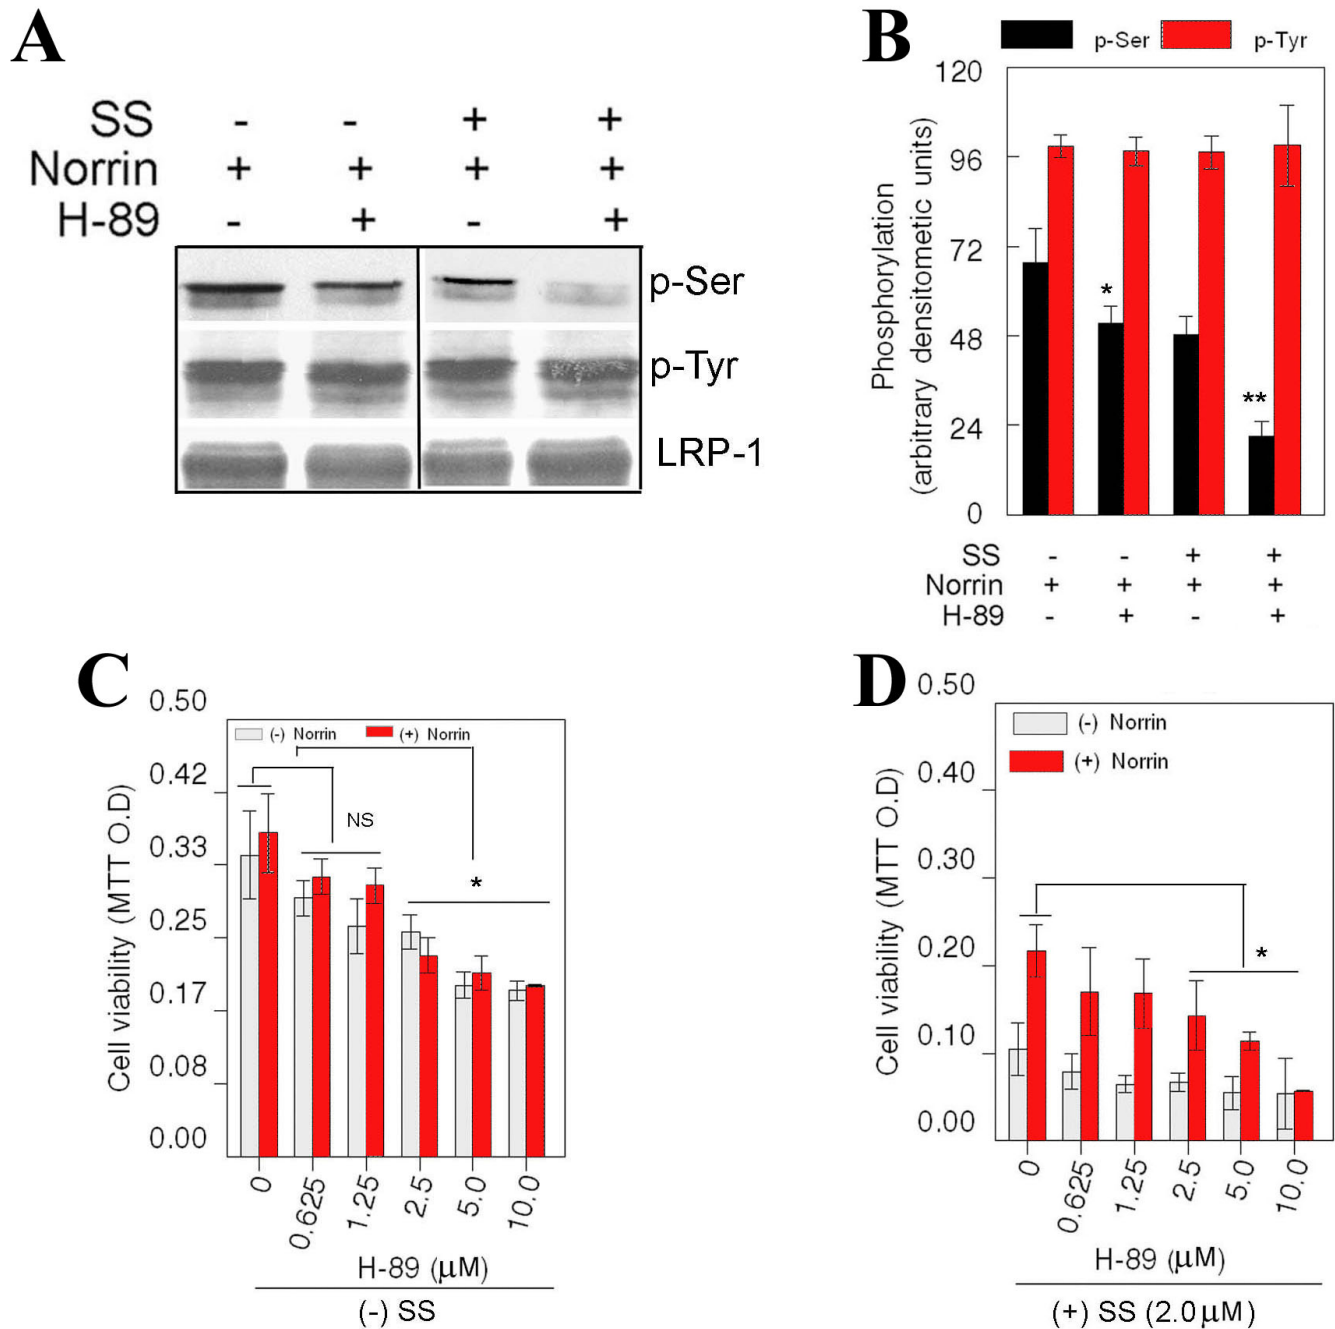 A
SS - - + +
Norrin + + + +
H-89 - + - +
p-Ser
p-Tyr
LRP-1
B
p-Ser p-Tyr
120
96
72
48
24
0
Phosphorylation
(arbitrary densitometic units)
*
**
SS - - + +
Norrin + + + +
H-89 - + - +
C
0.50
0.42
0.33
0.25
0.17
0.08
0.00
Cell viability (MTT O.D)
(-) Norrin (+) Norrin
NS
*
0 0.625 1.25 2.5 5.0 10.0
H-89 (μM)
(-) SS
D
0.50
0.40
0.30
0.20
0.10
0.00
Cell viability (MTT O.D)
(-) Norrin
(+) Norrin
*
0 0.625 1.25 2.5 5.0 10.0
H-89 (μM)
(+) SS (2.0μM)